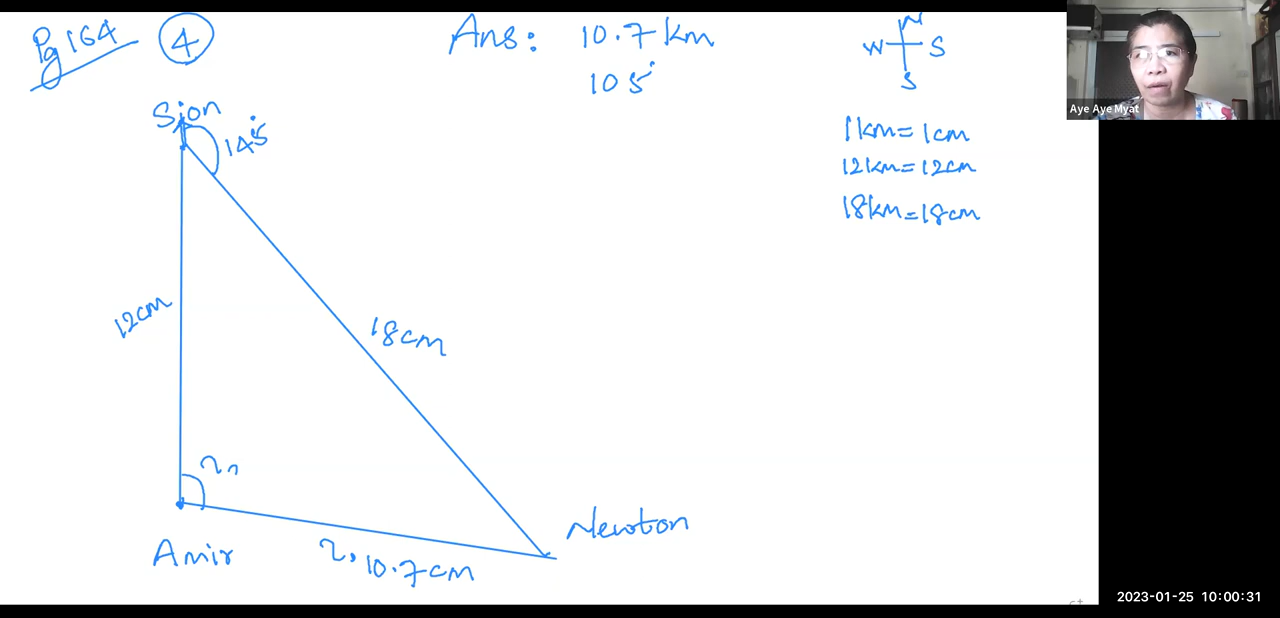 Pg 164
4
Ans: 10.7 km
105°
N
W S
S
1km = 1cm
12km = 12cm
18km = 18cm
Sion
145°
12cm
18cm
Amir
10.7cm
Newton
Aye Aye Myat
2023-01-25 10:00:31